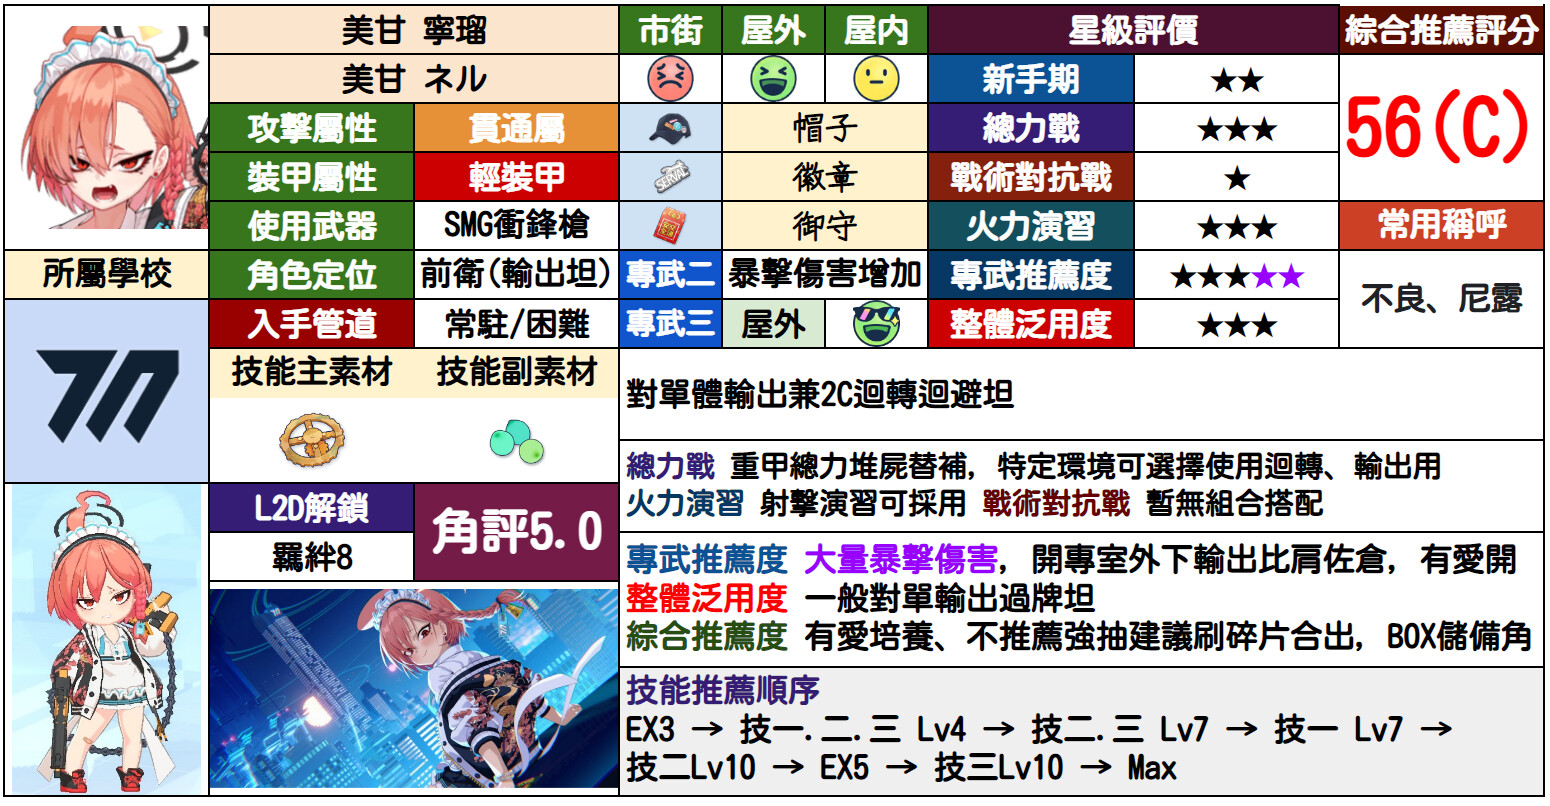 美甘 寧瑠
市街
屋外
屋內
星級評價
綜合推薦評分
美甘 ネル
新手期
★★
56(C)
攻擊屬性
貫通屬
帽子
總力戰
★★★
裝甲屬性
輕裝甲
SERVAL
徽章
戰術對抗戰
★
使用武器
SMG衝鋒槍
御守
火力演習
★★★
常用稱呼
所屬學校
角色定位
前衛(輸出坦)
專武二
暴擊傷害增加
專武推薦度
★★★★★
不良、尼露
入手管道
常駐/困難
專武三
屋外
整體泛用度
★★★
技能主素材
技能副素材
對單體輸出兼2C迴轉迴避坦
總力戰 重甲總力堆屍替補, 特定環境可選擇使用迴轉、輸出用
火力演習 射擊演習可採用 戰術對抗戰 暫無組合搭配
L2D解鎖
角評5.0
羈絆8
專武推薦度 大量暴擊傷害, 開專室外下輸出比肩佐倉, 有愛開
整體泛用度 一般對單輸出過牌坦
綜合推薦度 有愛培養、不推薦強抽建議刷碎片合出, BOX儲備角
技能推薦順序
EX3 → 技一.二.三 Lv4 → 技二.三 Lv7 → 技一 Lv7 →
技二Lv10 → EX5 → 技三Lv10 → Max